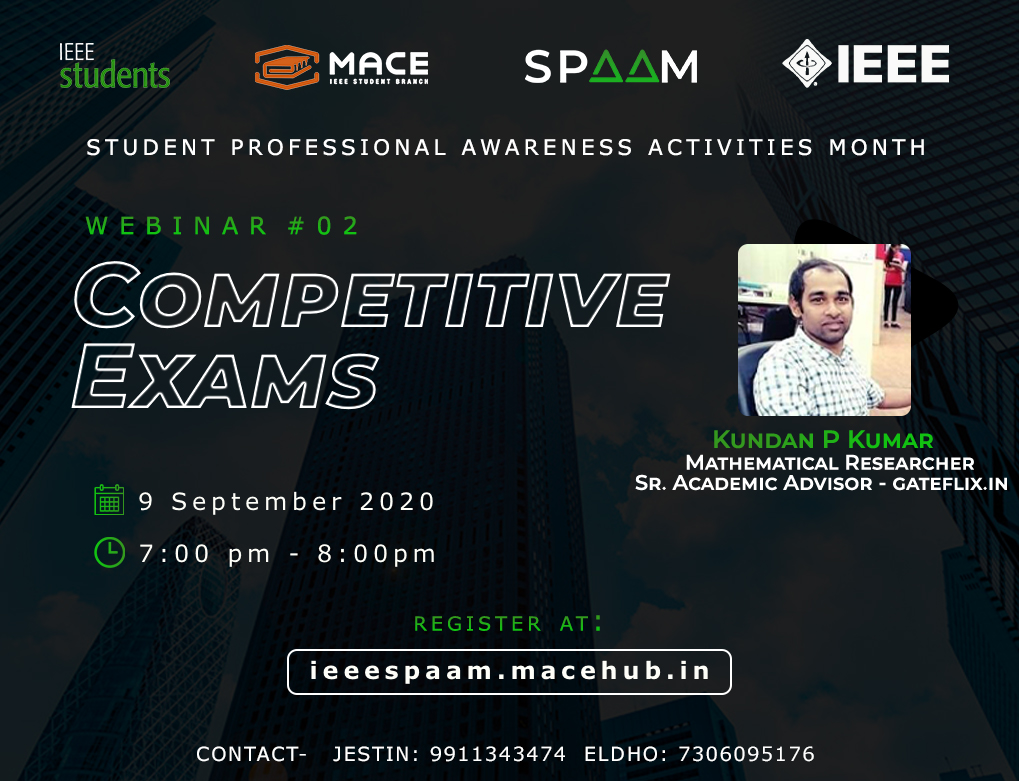 IEEE
students
MACE
IEEE STUDENT BRANCH
SPAAM
IEEE
STUDENT PROFESSIONAL AWARENESS ACTIVITIES MONTH
WEBINAR #02
COMPETITIVE
EXAMS
KUNDAN P KUMAR
MATHEMATICAL RESEARCHER
SR. ACADEMIC ADVISOR - GATEFLIX.IN
9 September 2020
7:00 pm - 8:00pm
REGISTER AT:
ieeespaam.macehub.in
CONTACT- JESTIN: 9911343474 ELDHO: 7306095176